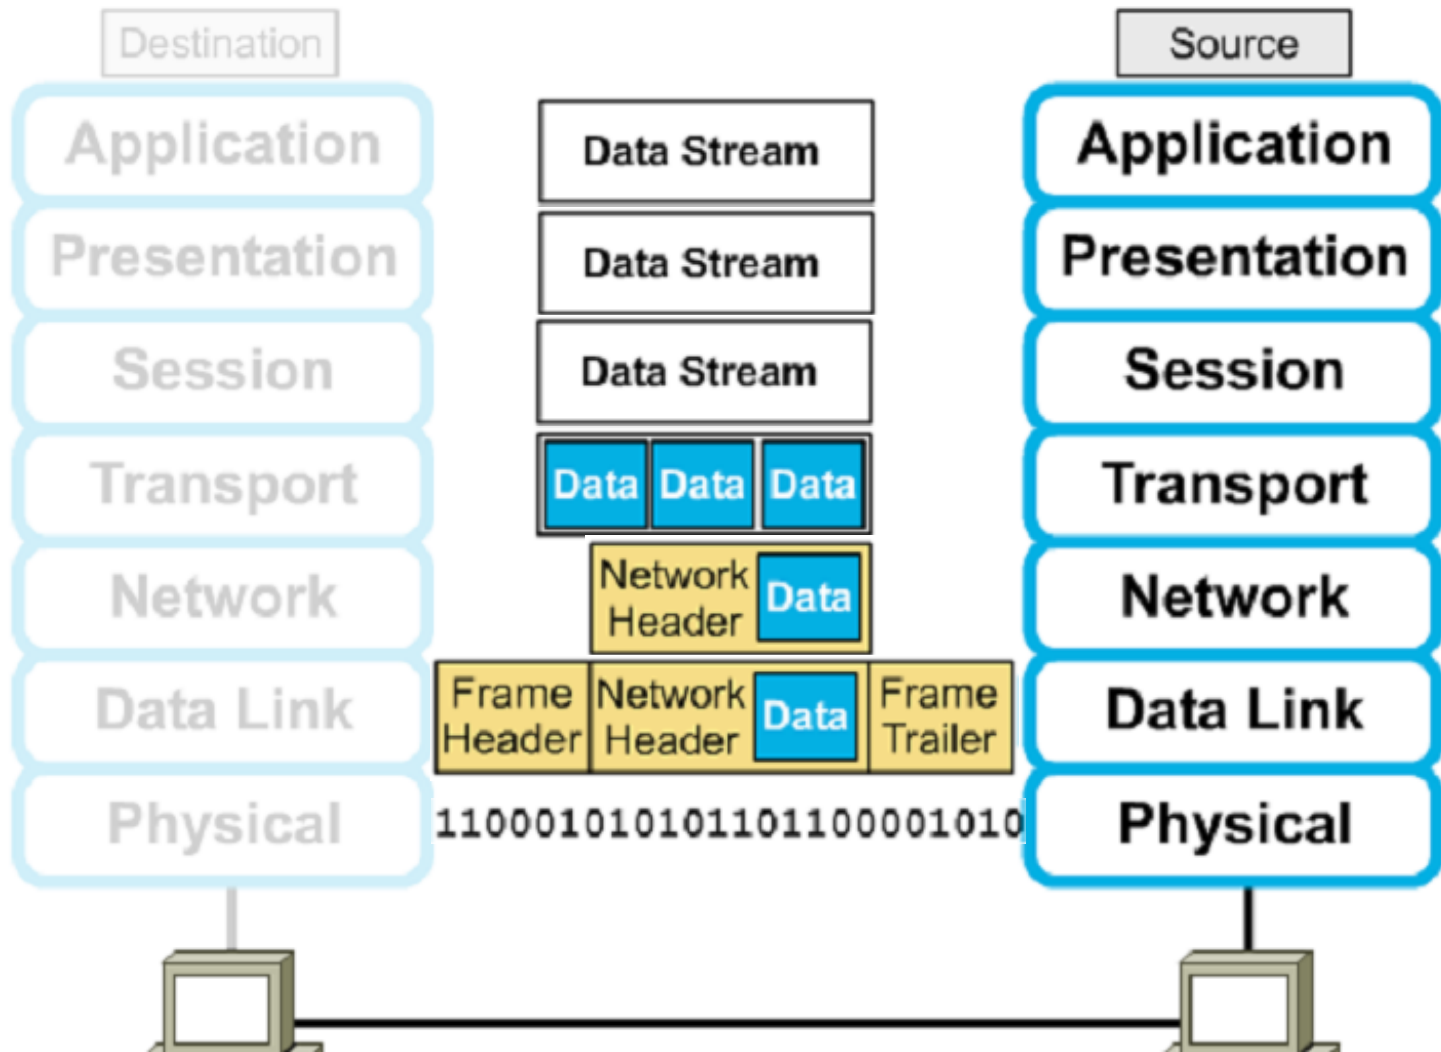 Destination
Source
Application
Data Stream
Application
Presentation
Data Stream
Presentation
Session
Data Stream
Session
Transport
Data Data Data
Transport
Network
Network Header Data
Network
Data Link
Frame Header Network Header Data Frame Trailer
Data Link
Physical
110001010101101100001010
Physical